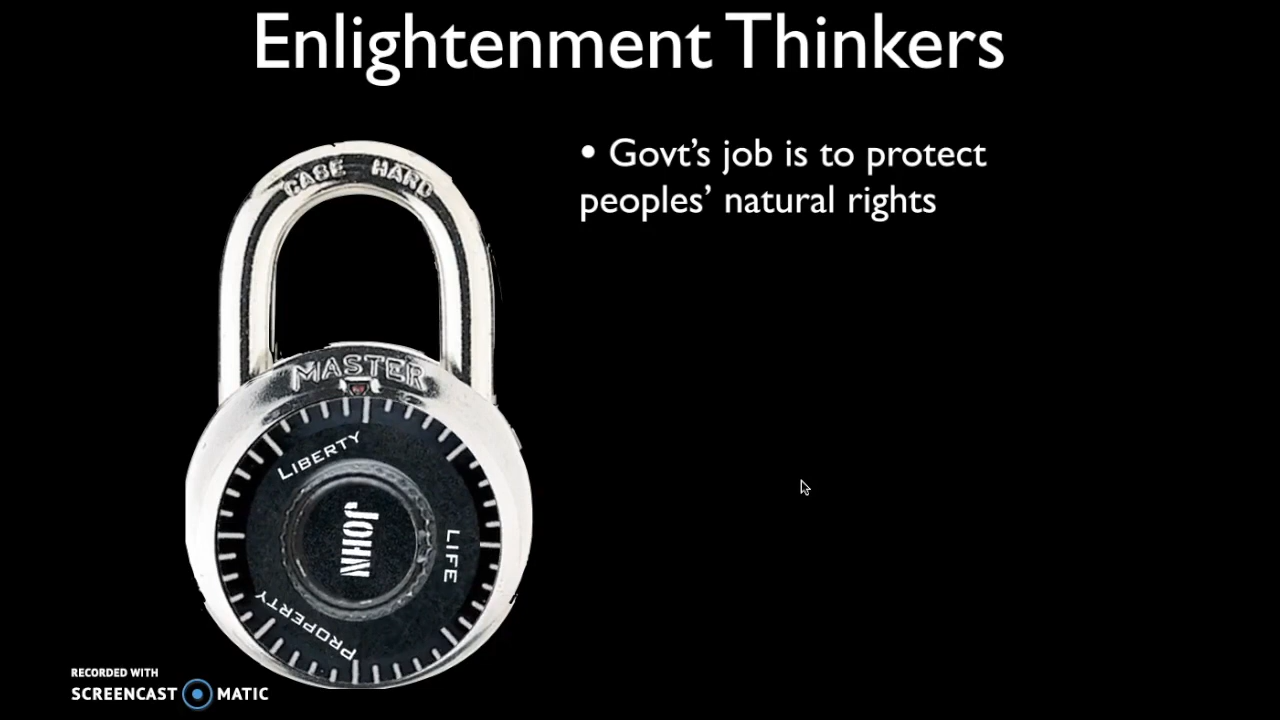 Enlightenment Thinkers
• Govt's job is to protect
peoples' natural rights
CASE HARD
MASTER
LIBERTY
JOHN
LIFE
PROPERTY
RECORDED WITH
SCREENCAST MATIC